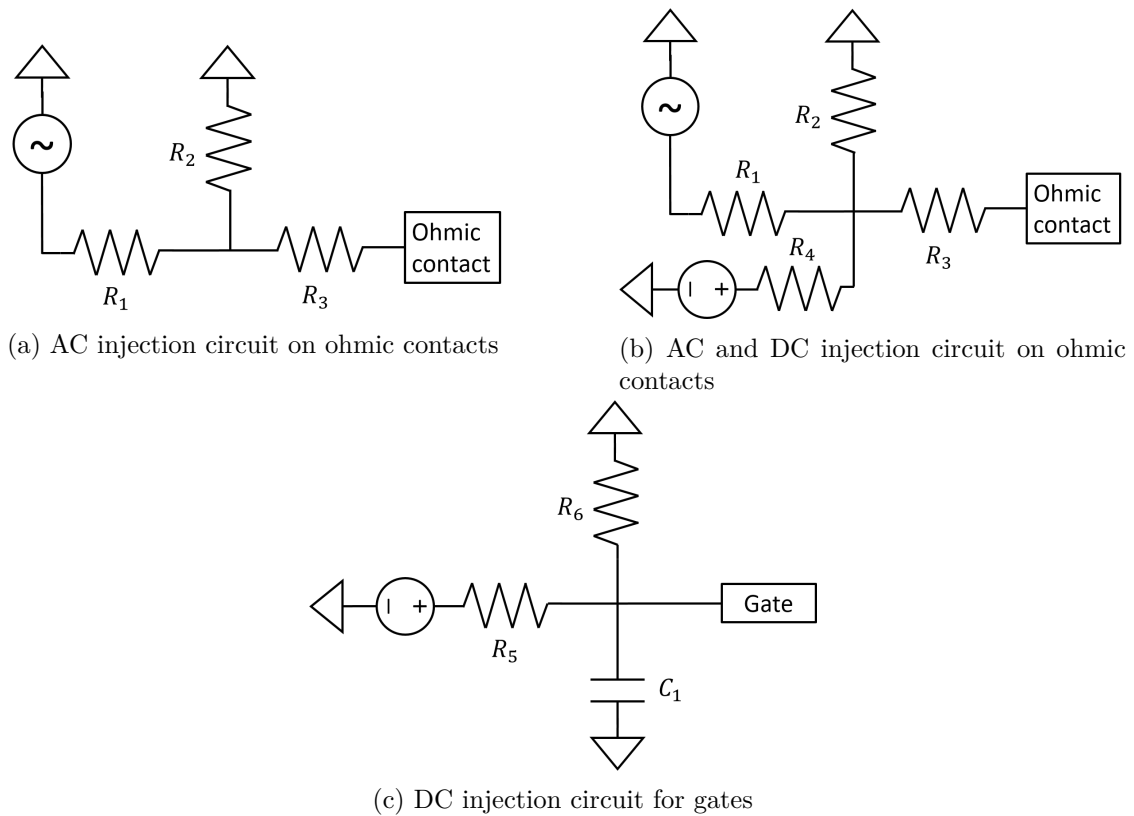 ~
R₂
R₁
R₃
Ohmic
contact
(a) AC injection circuit on ohmic contacts
~
R₂
R₁
R₄
R₃
Ohmic
contact
− +
(b) AC and DC injection circuit on ohmic
contacts
R₆
− +
R₅
Gate
C₁
(c) DC injection circuit for gates